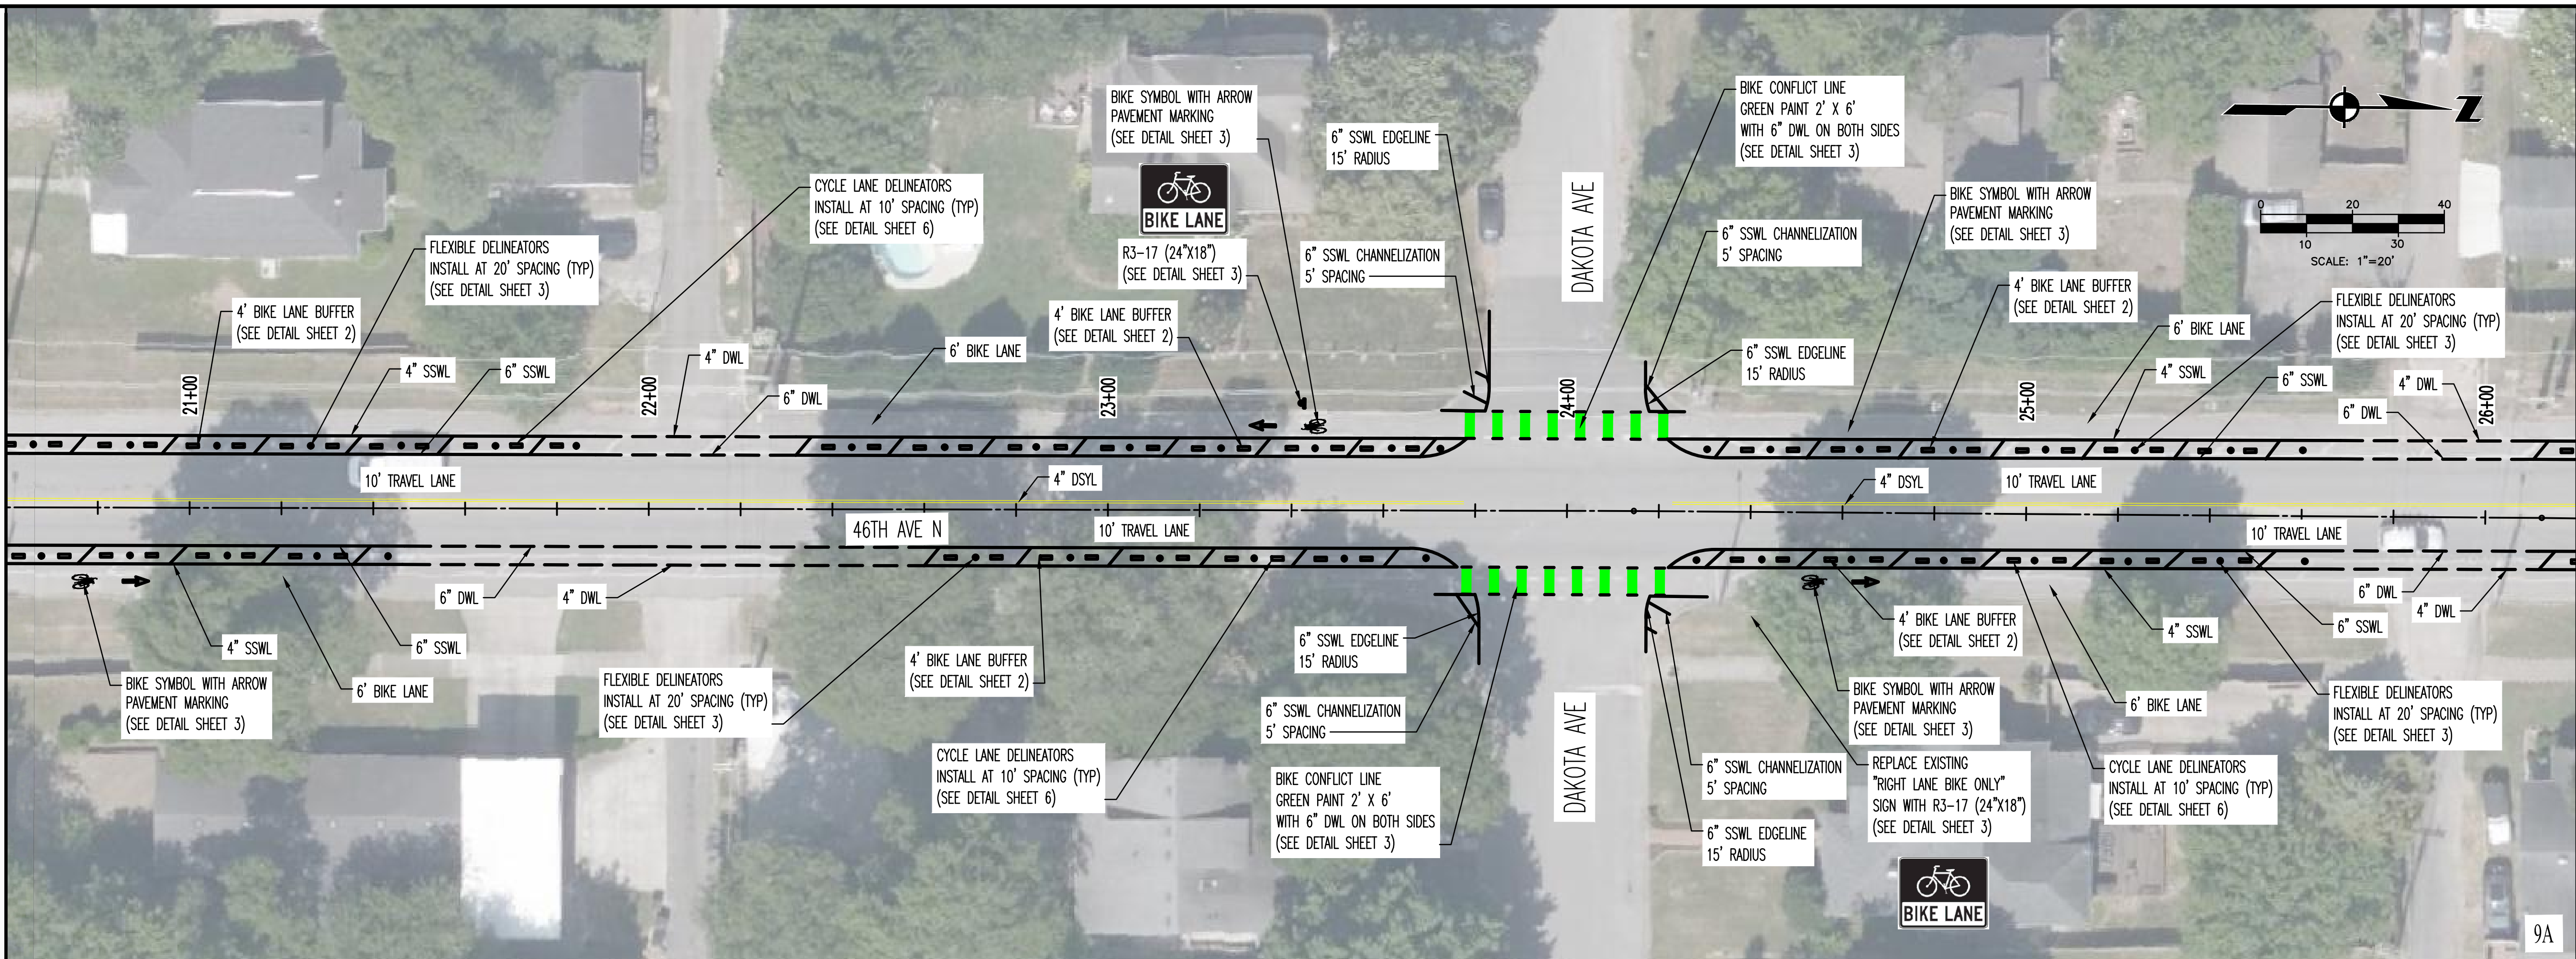 BIKE SYMBOL WITH ARROW
PAVEMENT MARKING
(SEE DETAIL SHEET 3)
6" SSWL EDGELINE
15' RADIUS
BIKE CONFLICT LINE
GREEN PAINT 2' X 6'
WITH 6" DWL ON BOTH SIDES
(SEE DETAIL SHEET 3)
Z
CYCLE LANE DELINEATORS
INSTALL AT 10' SPACING (TYP)
(SEE DETAIL SHEET 6)
BIKE LANE
DAKOTA AVE
BIKE SYMBOL WITH ARROW
PAVEMENT MARKING
(SEE DETAIL SHEET 3)
0 20 40
10 30
SCALE: 1"=20'
FLEXIBLE DELINEATORS
INSTALL AT 20' SPACING (TYP)
(SEE DETAIL SHEET 3)
R3-17 (24"X18")
(SEE DETAIL SHEET 3)
6" SSWL CHANNELIZATION
5' SPACING
6" SSWL CHANNELIZATION
5' SPACING
4' BIKE LANE BUFFER
(SEE DETAIL SHEET 2)
4' BIKE LANE BUFFER
(SEE DETAIL SHEET 2)
4' BIKE LANE BUFFER
(SEE DETAIL SHEET 2)
FLEXIBLE DELINEATORS
INSTALL AT 20' SPACING (TYP)
(SEE DETAIL SHEET 3)
6' BIKE LANE
6" SSWL EDGELINE
15' RADIUS
6' BIKE LANE
4" DWL
4" SSWL
6" SSWL
4" SSWL
6" SSWL
4" DWL
6" DWL
6" DWL
21+00
22+00
23+00
24+00
25+00
26+00
10' TRAVEL LANE
4" DSYL
4" DSYL
10' TRAVEL LANE
46TH AVE N
10' TRAVEL LANE
10' TRAVEL LANE
6" DWL
4" DWL
6" DWL
4" DWL
4" SSWL
6" SSWL
6" SSWL EDGELINE
15' RADIUS
4' BIKE LANE BUFFER
(SEE DETAIL SHEET 2)
4" SSWL
6" SSWL
BIKE SYMBOL WITH ARROW
PAVEMENT MARKING
(SEE DETAIL SHEET 3)
6' BIKE LANE
FLEXIBLE DELINEATORS
INSTALL AT 20' SPACING (TYP)
(SEE DETAIL SHEET 3)
4' BIKE LANE BUFFER
(SEE DETAIL SHEET 2)
6" SSWL CHANNELIZATION
5' SPACING
DAKOTA AVE
BIKE SYMBOL WITH ARROW
PAVEMENT MARKING
(SEE DETAIL SHEET 3)
6' BIKE LANE
FLEXIBLE DELINEATORS
INSTALL AT 20' SPACING (TYP)
(SEE DETAIL SHEET 3)
CYCLE LANE DELINEATORS
INSTALL AT 10' SPACING (TYP)
(SEE DETAIL SHEET 6)
BIKE CONFLICT LINE
GREEN PAINT 2' X 6'
WITH 6" DWL ON BOTH SIDES
(SEE DETAIL SHEET 3)
6" SSWL CHANNELIZATION
5' SPACING
6" SSWL EDGELINE
15' RADIUS
REPLACE EXISTING
"RIGHT LANE BIKE ONLY"
SIGN WITH R3-17 (24"X18")
(SEE DETAIL SHEET 3)
CYCLE LANE DELINEATORS
INSTALL AT 10' SPACING (TYP)
(SEE DETAIL SHEET 6)
BIKE LANE
9A